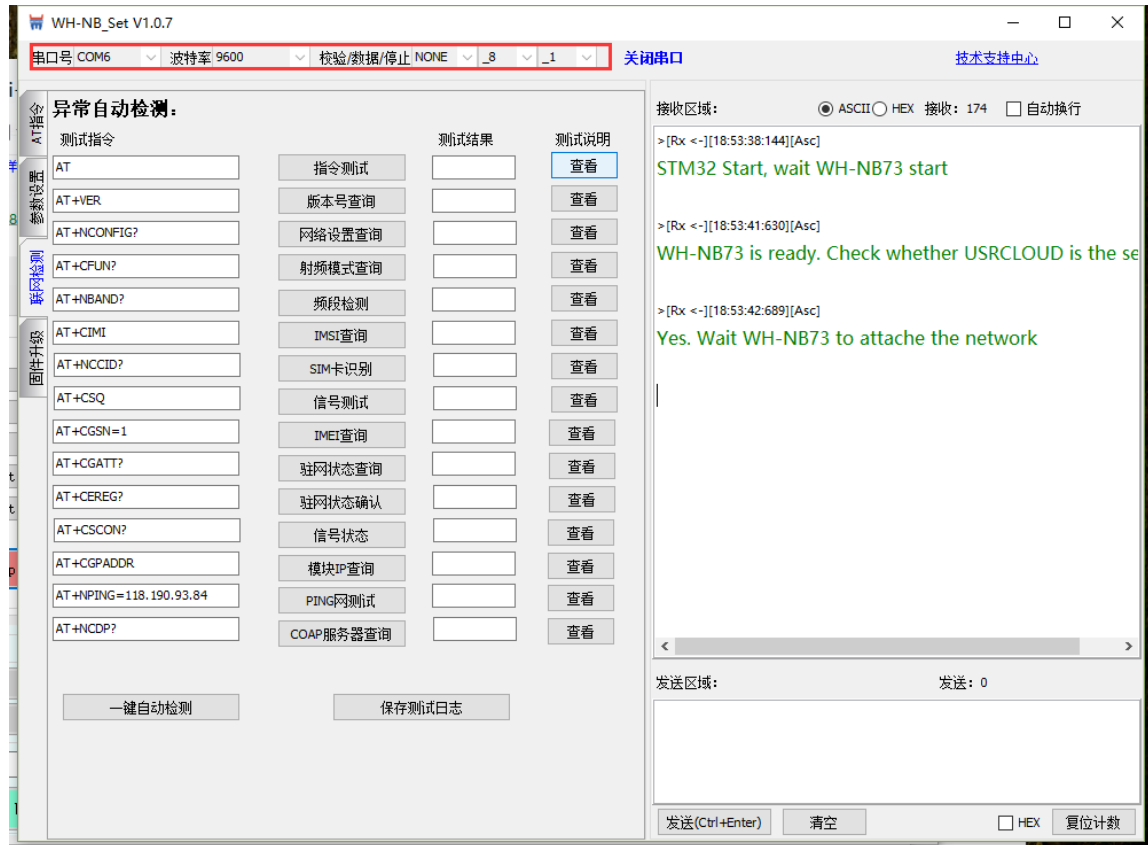 WH-NB_Set V1.0.7
串口号 COM6 波特率 9600 校验/数据/停止 NONE _8 _1 关闭串口 技术支持中心
AT指令
参数设置
联网检测
固件升级
异常自动检测：
测试指令 测试结果 测试说明
AT 指令测试 查看
AT+VER 版本号查询 查看
AT+NCONFIG? 网络设置查询 查看
AT+CFUN? 射频模式查询 查看
AT+NBAND? 频段检测 查看
AT+CIMI IMSI查询 查看
AT+NCCID? SIM卡识别 查看
AT+CSQ 信号测试 查看
AT+CGSN=1 IMEI查询 查看
AT+CGATT? 驻网状态查询 查看
AT+CEREG? 驻网状态确认 查看
AT+CSCON? 信号状态 查看
AT+CGPADDR 模块IP查询 查看
AT+NPING=118.190.93.84 PING网测试 查看
AT+NCDP? COAP服务器查询 查看
一键自动检测 保存测试日志
接收区域： ASCII HEX 接收：174 自动换行
>[Rx <-][18:53:38:144][Asc]
STM32 Start, wait WH-NB73 start
>[Rx <-][18:53:41:630][Asc]
WH-NB73 is ready. Check whether USRCLOUD is the se
>[Rx <-][18:53:42:689][Asc]
Yes. Wait WH-NB73 to attache the network
发送区域： 发送：0
发送(Ctrl+Enter) 清空 HEX 复位计数